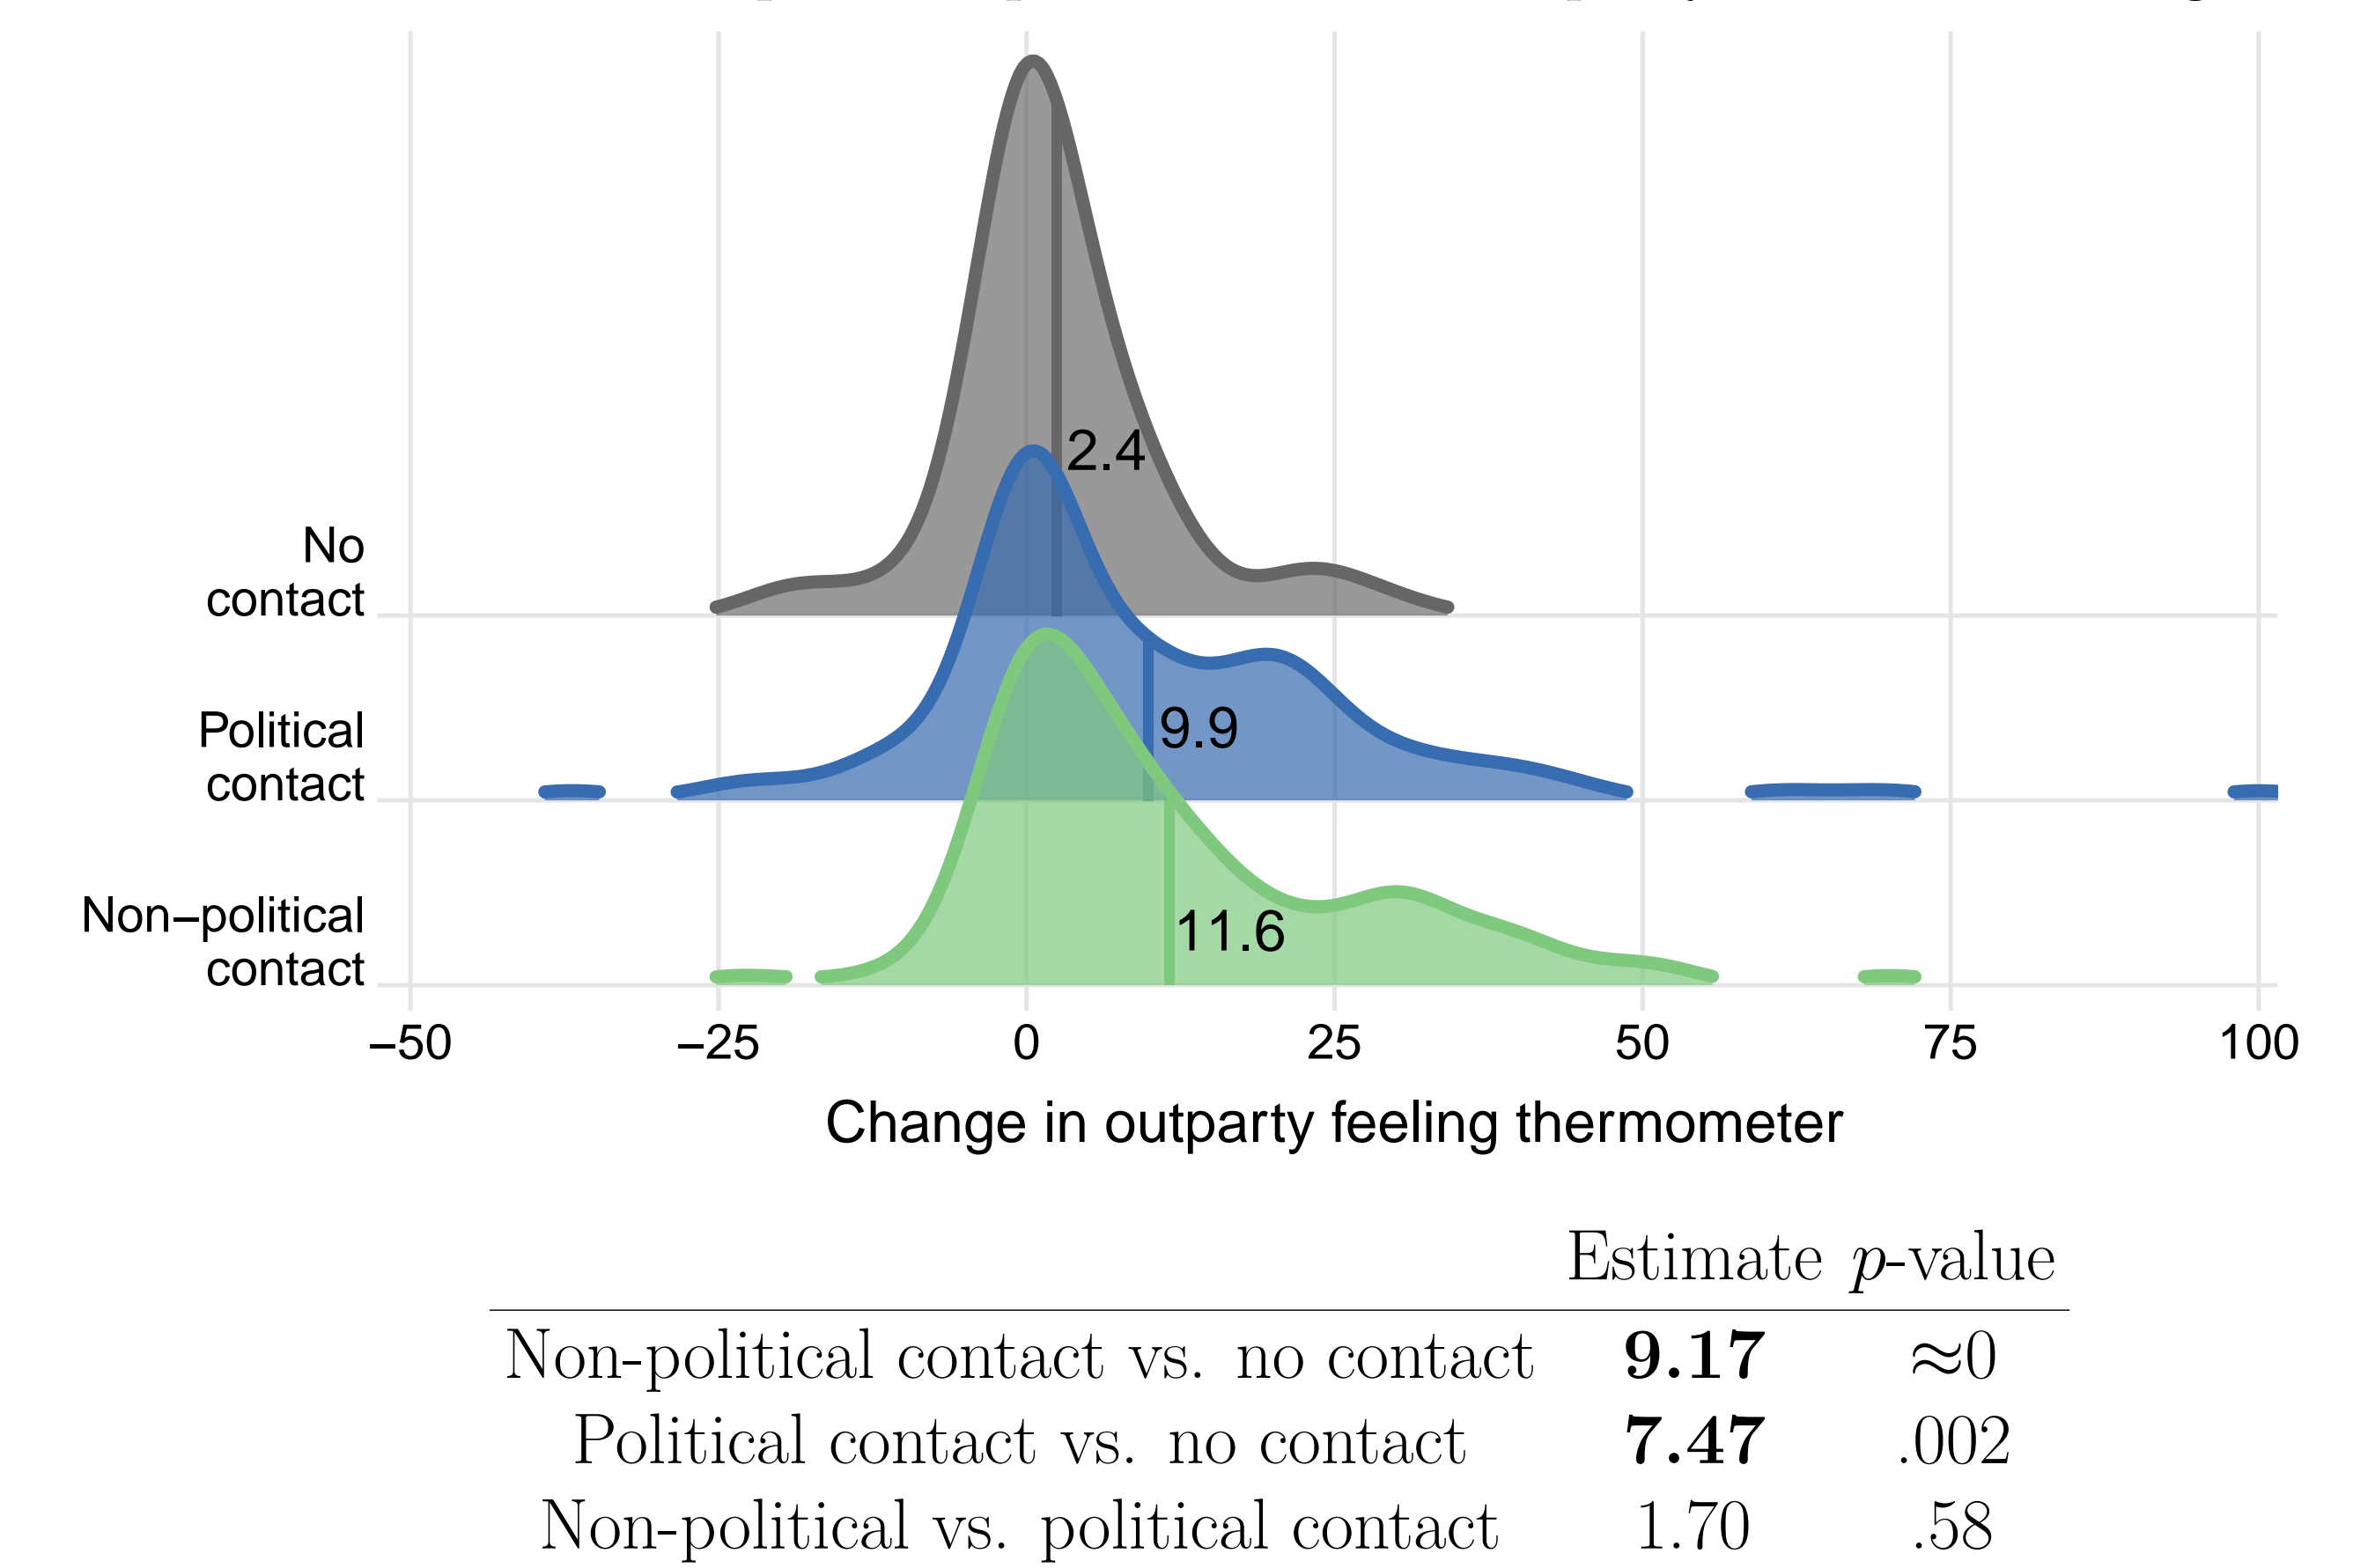 2.4
No
contact
9.9
Political
contact
11.6
Non−political
contact
−50 −25 0 25 50 75 100
Change in outparty feeling thermometer
Estimate p-value
Non-political contact vs. no contact 9.17 ≈0
Political contact vs. no contact 7.47 .002
Non-political vs. political contact 1.70 .58